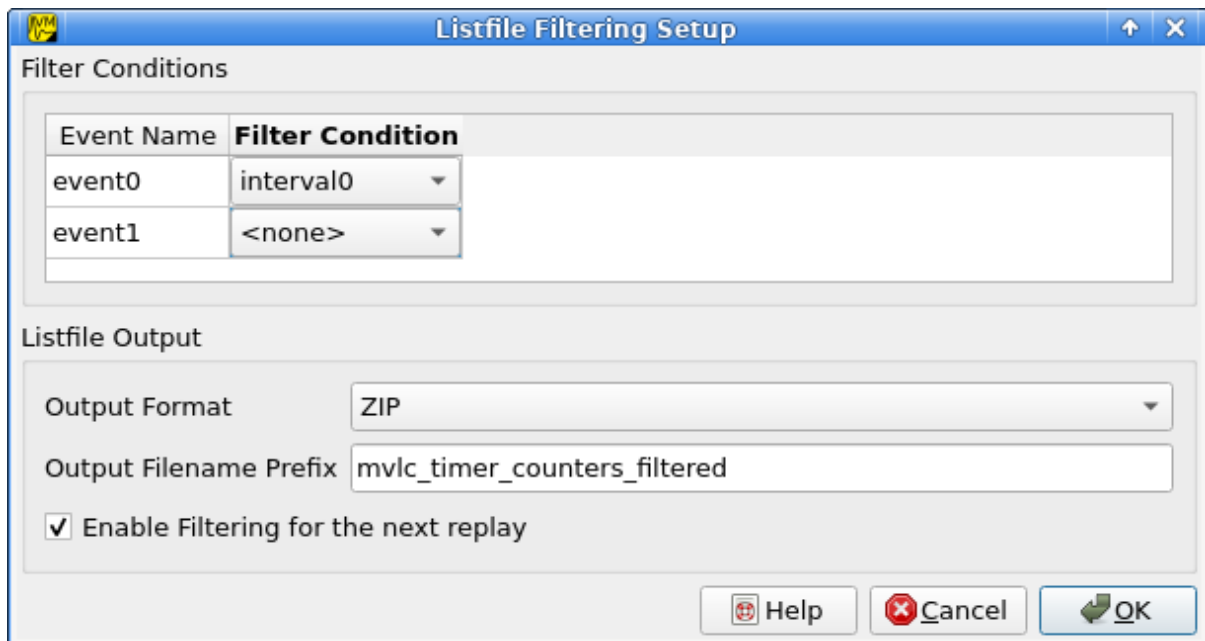 Listfile Filtering Setup
Filter Conditions
Event Name Filter Condition
event0 interval0
event1 <none>
Listfile Output
Output Format ZIP
Output Filename Prefix mvlc_timer_counters_filtered
Enable Filtering for the next replay
Help Cancel OK